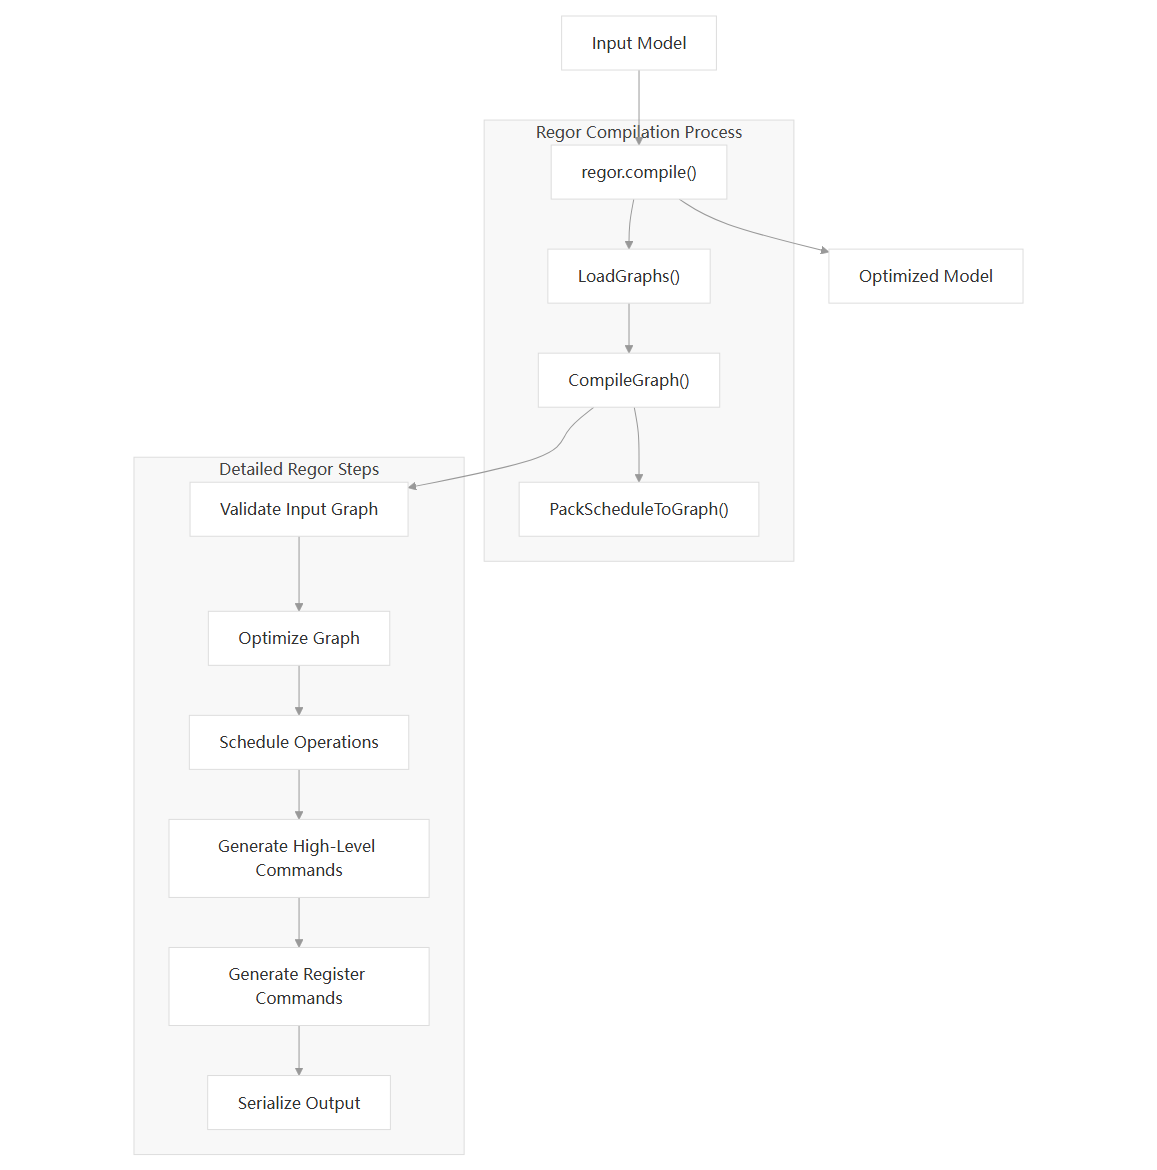 Input Model
Regor Compilation Process
regor.compile()
LoadGraphs()
Optimized Model
CompileGraph()
PackScheduleToGraph()
Detailed Regor Steps
Validate Input Graph
Optimize Graph
Schedule Operations
Generate High-Level
Commands
Generate Register
Commands
Serialize Output